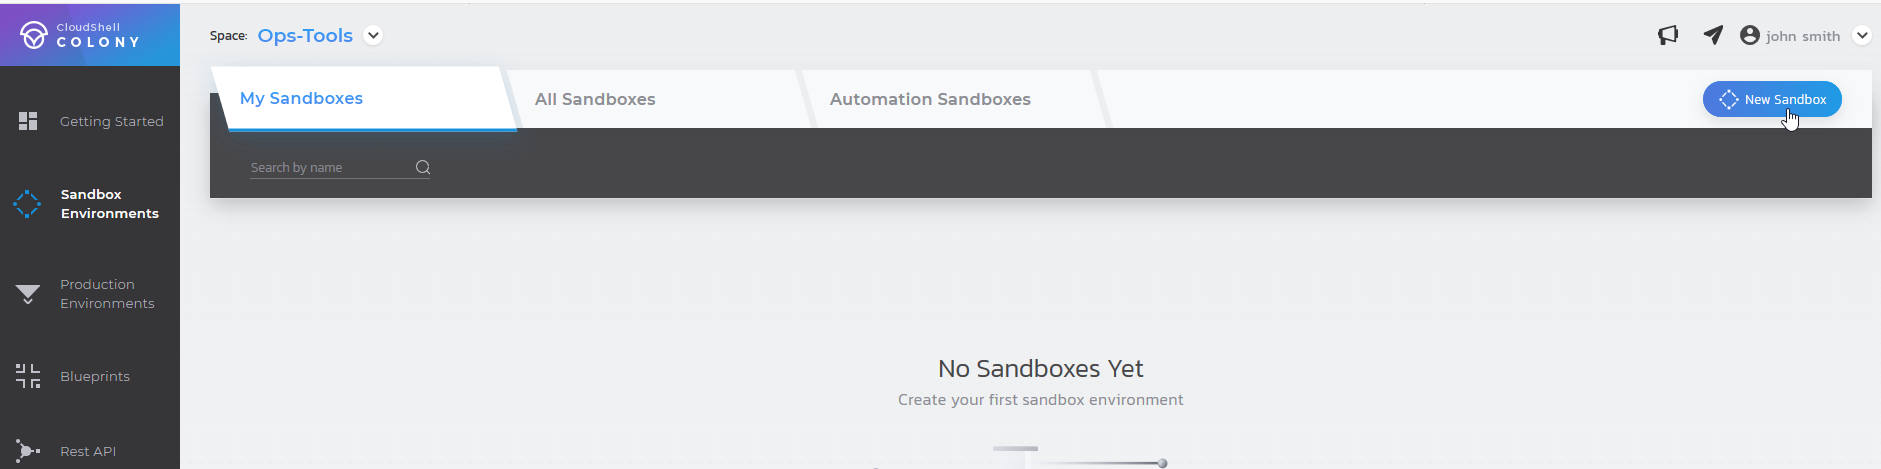 CloudShell
COLONY
Space: Ops-Tools
john smith
My Sandboxes
All Sandboxes
Automation Sandboxes
New Sandbox
Search by name
Getting Started
Sandbox
Environments
Production
Environments
Blueprints
Rest API
No Sandboxes Yet
Create your first sandbox environment